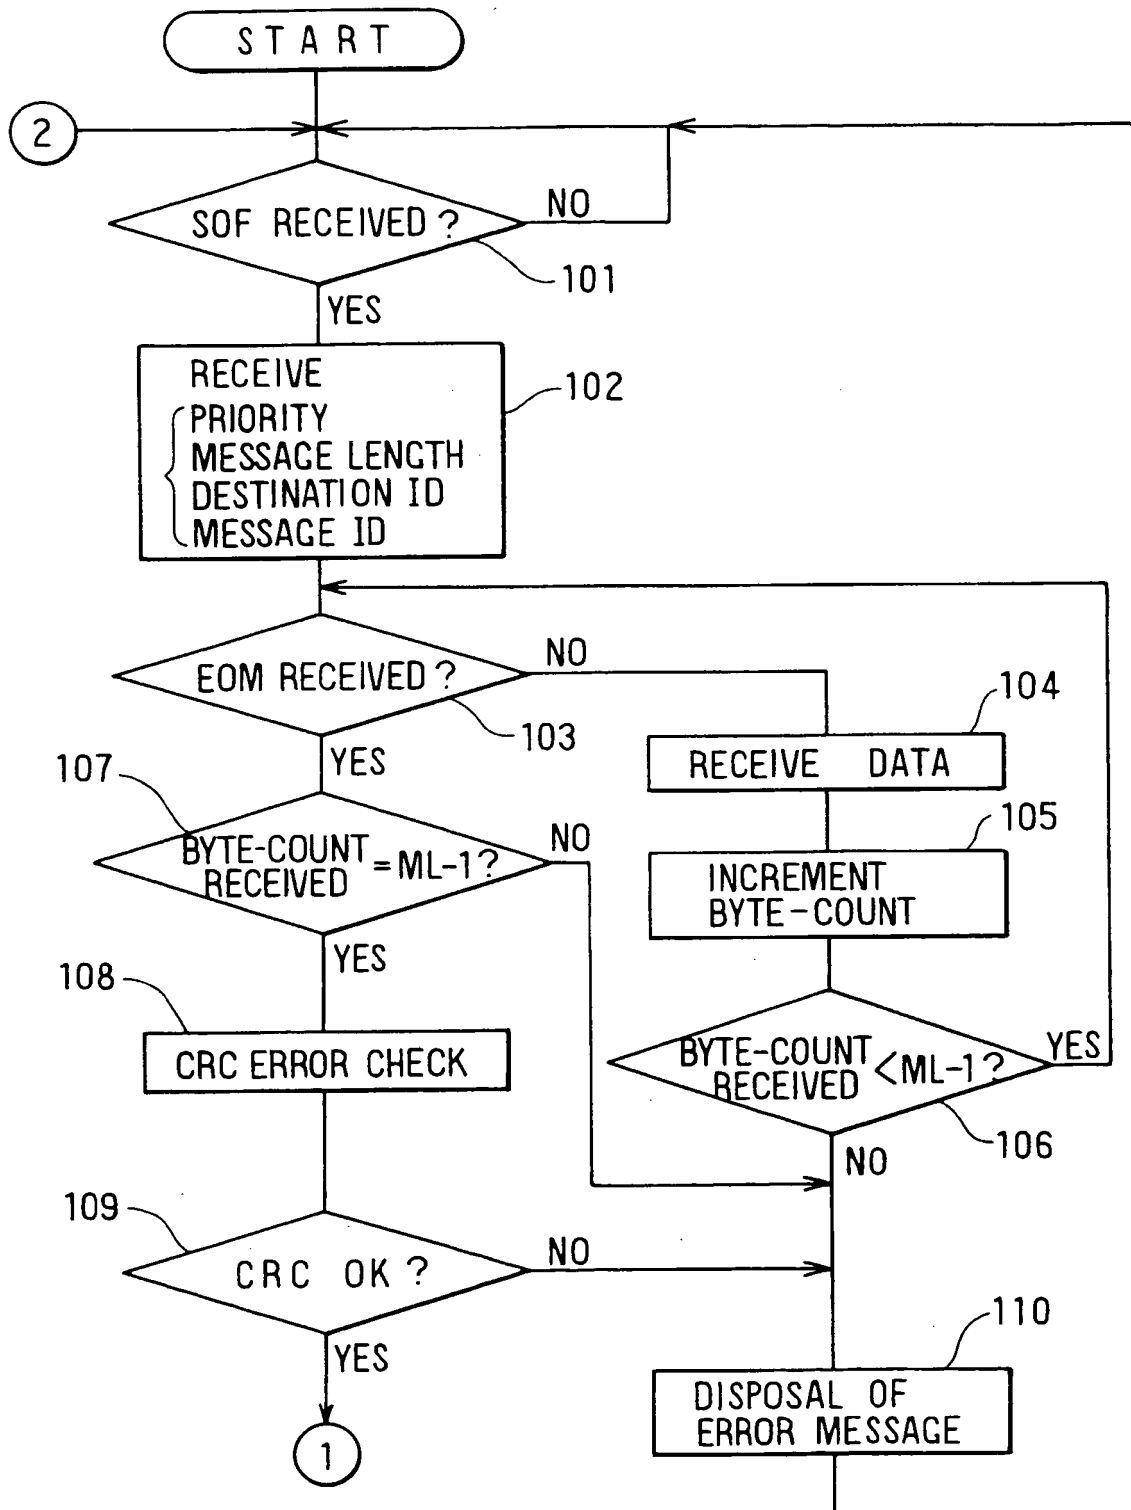 START
2
SOF RECEIVED?
NO
101
YES
RECEIVE
PRIORITY
MESSAGE LENGTH
DESTINATION ID
MESSAGE ID
102
EOM RECEIVED?
NO
103
YES
104
RECEIVE DATA
107
BYTE-COUNT
RECEIVED
=ML-1?
NO
105
INCREMENT
BYTE-COUNT
YES
108
CRC ERROR CHECK
BYTE-COUNT
RECEIVED
<ML-1?
YES
106
NO
109
CRC OK?
NO
YES
110
DISPOSAL OF
ERROR MESSAGE
1